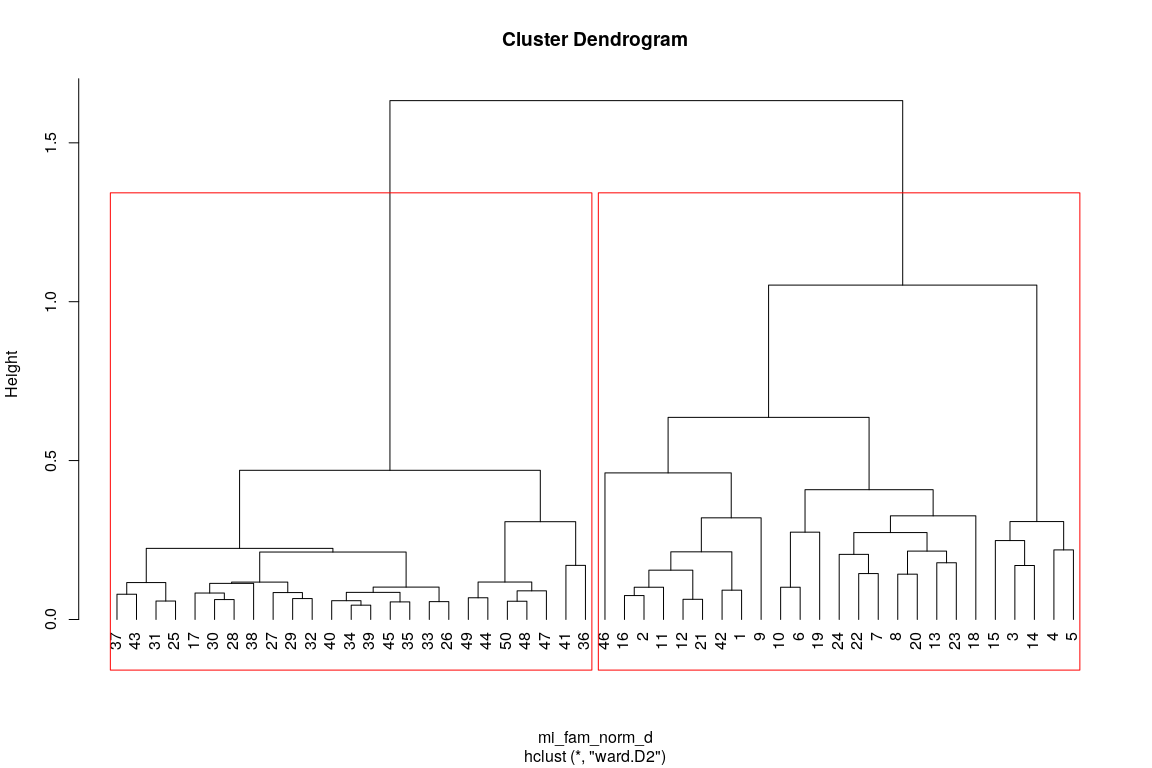 Cluster Dendrogram
Height
1.5
1.0
0.5
0.0
37 43 31 25 17 30 28 38 27 29 32 40 34 39 45 35 33 26 49 44 50 48 47 41 36 46 16 2 11 12 21 42 1 9 10 6 19 24 22 7 8 20 13 23 18 15 3 14 4 5
ml_fam_norm_d
hclust (*, "ward.D2")